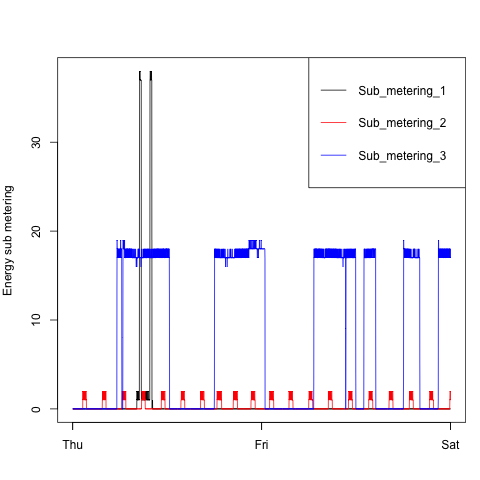 Sub_metering_1
Sub_metering_2
Sub_metering_3
Energy sub metering
30
20
10
0
Thu Fri Sat